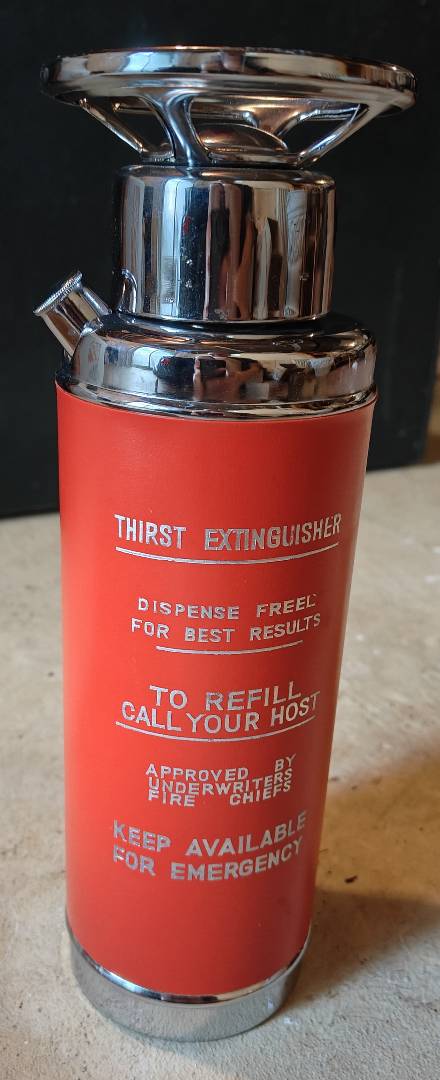 THIRST EXTINGUISHER
DISPENSE FREEL
FOR BEST RESULTS
TO REFILL
CALL YOUR HOST
APPROVED BY
UNDERWRITERS
FIRE CHIEFS
KEEP AVAILABLE
FOR EMERGENCY